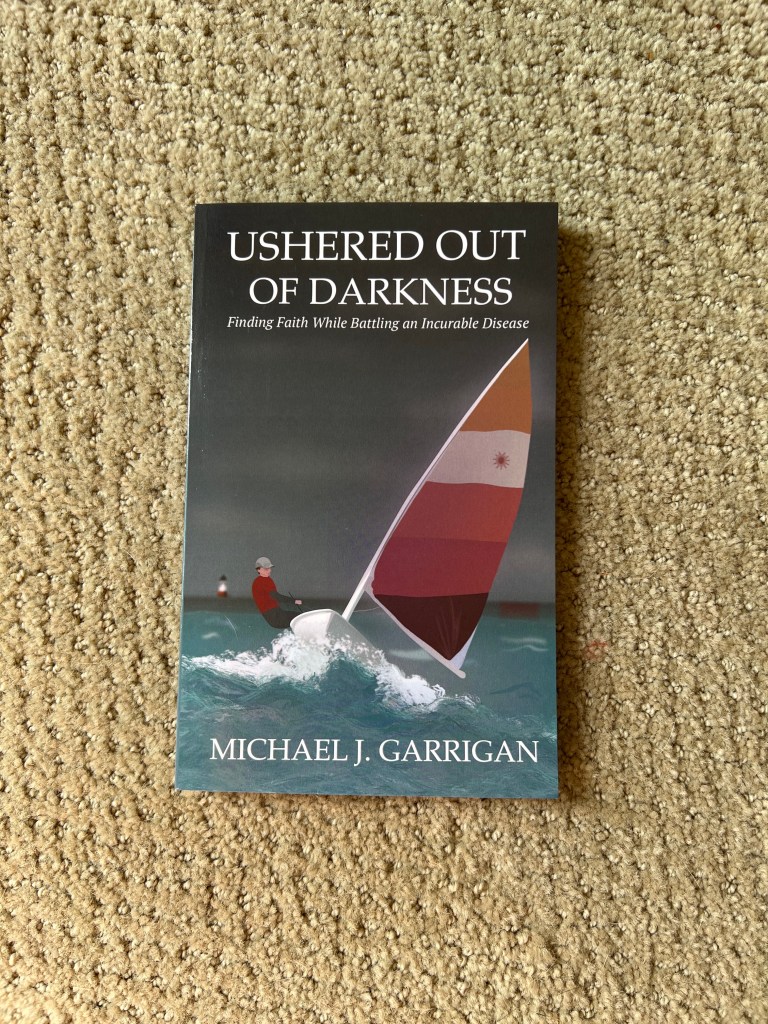 USHERED OUT
OF DARKNESS
Finding Faith While Battling an Incurable Disease
MICHAEL J. GARRIGAN